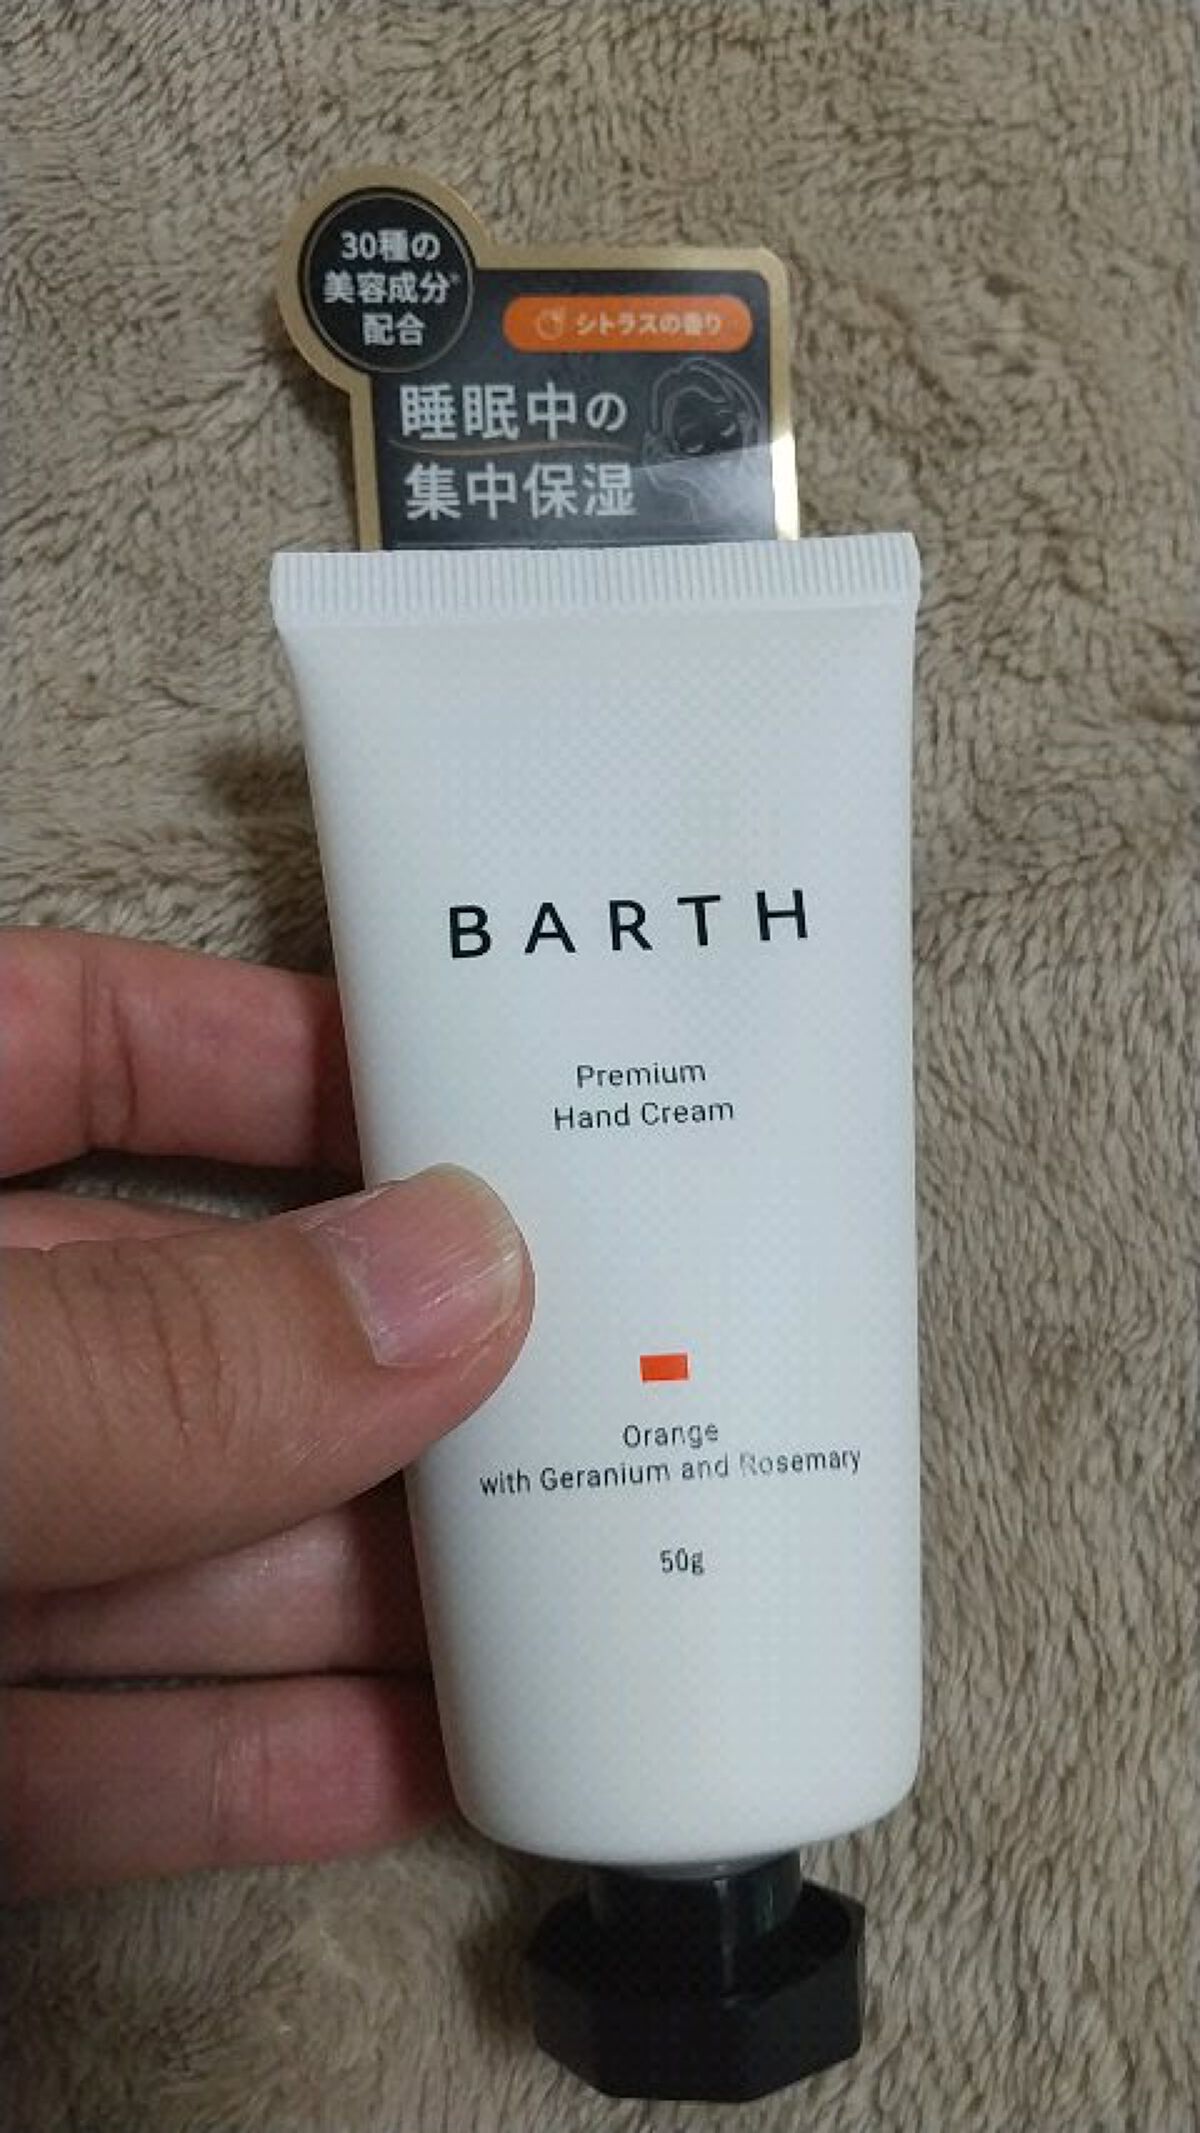 30種の
美容成分*
配合
シトラスの香り
睡眠中の
集中保湿
BARTH
Premium
Hand Cream
Orange
with Geranium and Rosemary
50g